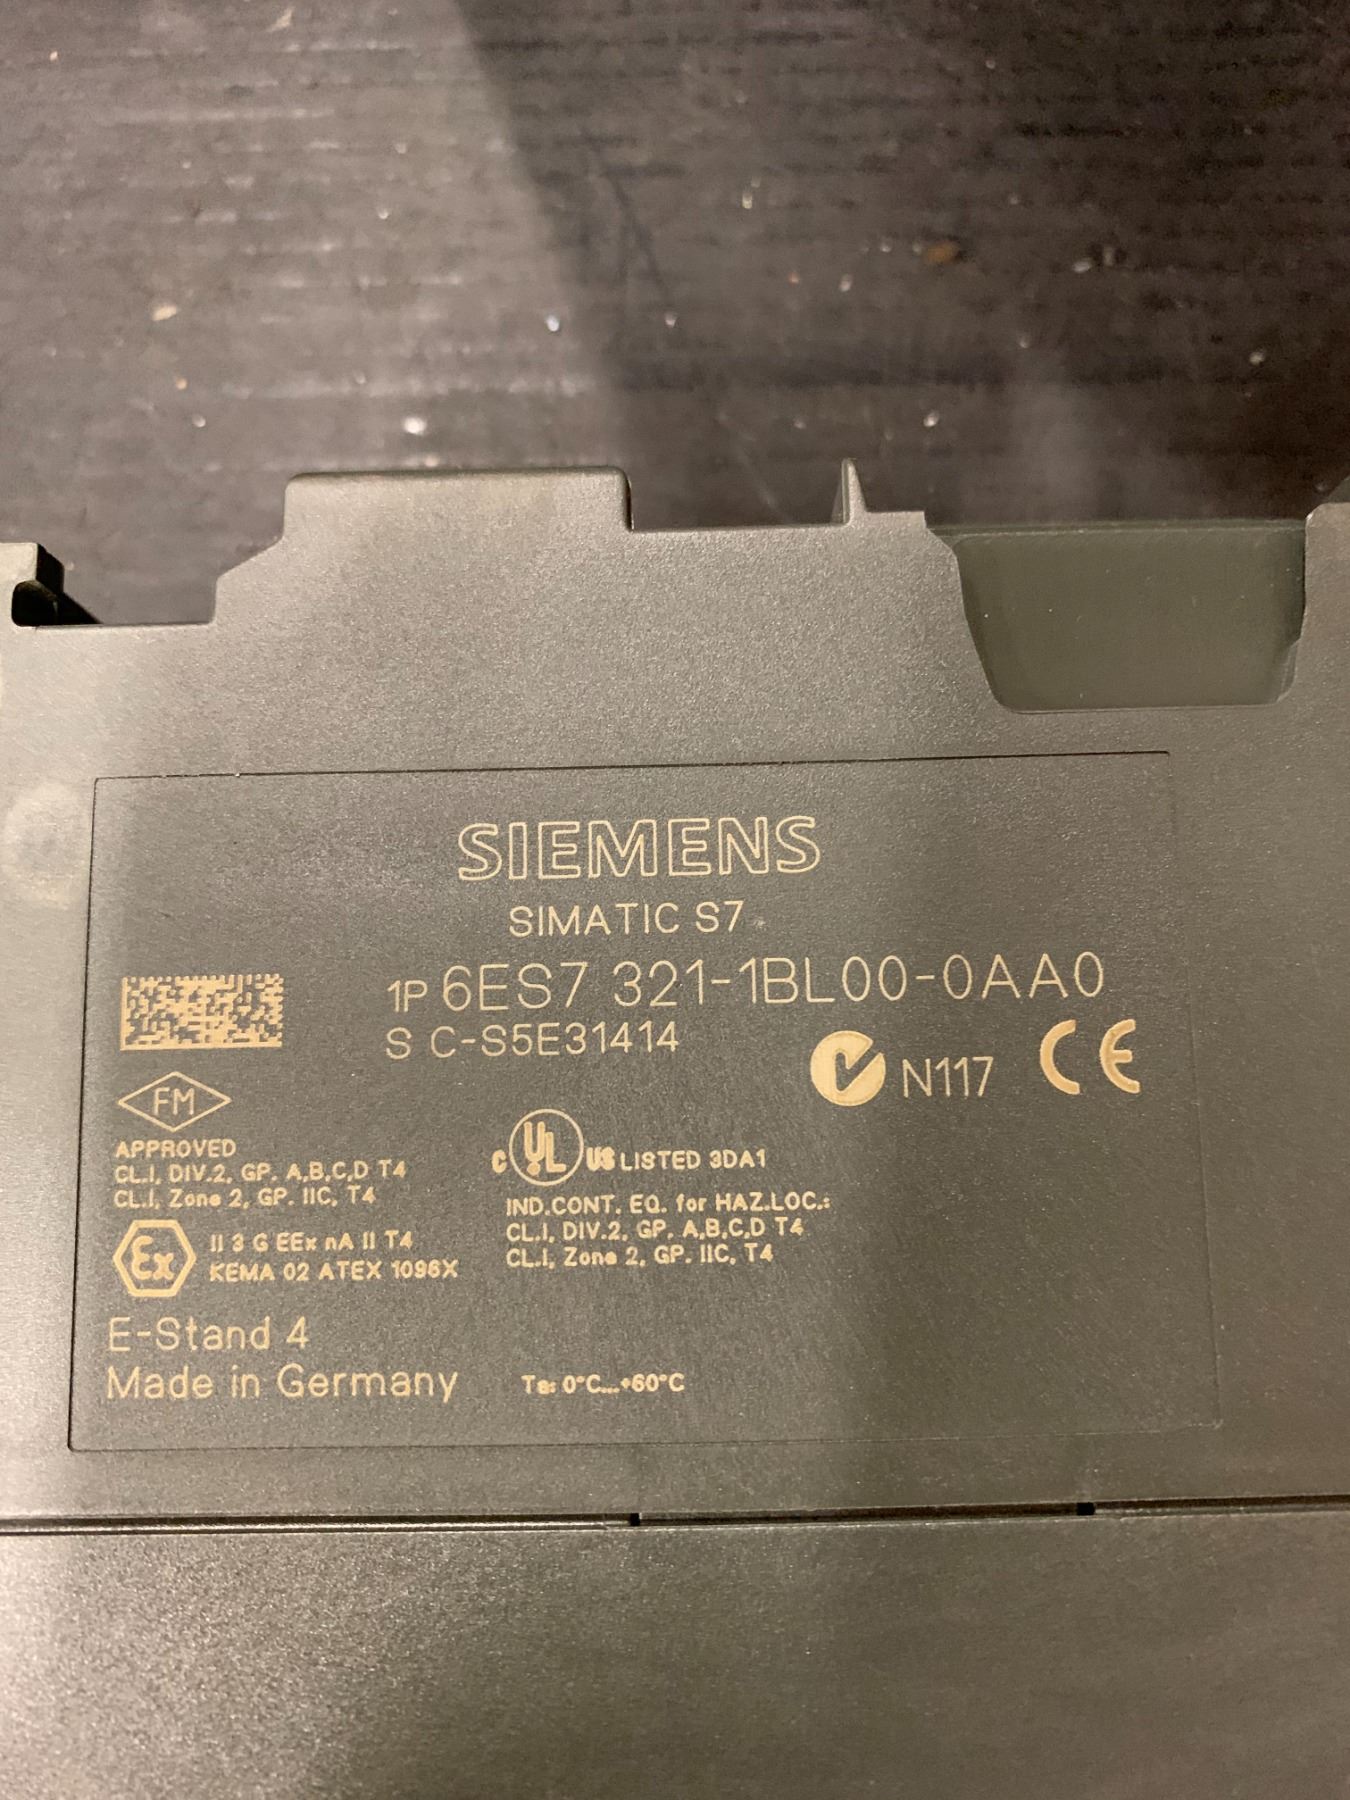 SIEMENS
SIMATIC S7
1P 6ES7 321-1BL00-0AA0
S C-S5E31414
N117 CE
FM
APPROVED
CL.I, DIV.2, GP. A,B,C,D T4
CL.I, Zone 2, GP. IIC, T4
c UL US LISTED 3DA1
IND.CONT. EQ. for HAZ.LOC.:
CL.I, DIV.2, GP. A,B,C,D T4
CL.I, Zone 2, GP. IIC, T4
Ex II 3 G EEx nA II T4
KEMA 02 ATEX 1096X
E-Stand 4
Made in Germany
Ta: 0°C...+60°C